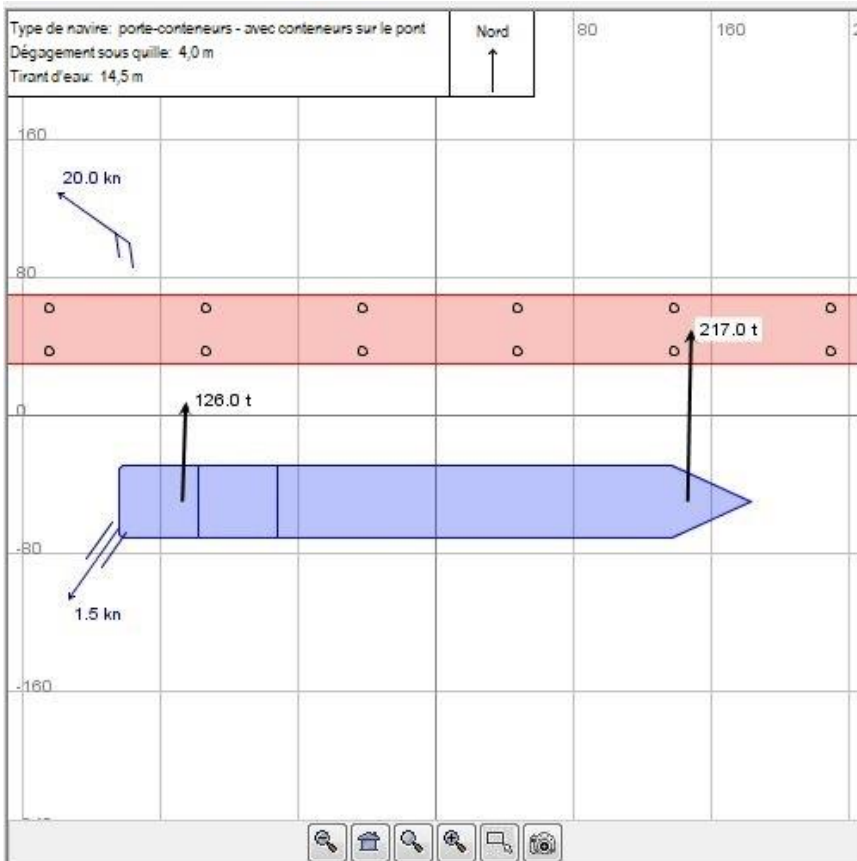 Type de navire: porte-conteneurs - avec conteneurs sur le pont
Dégagement sous quille: 4,0 m
Tirant d'eau: 14,5 m
Nord
80
160
160
20.0 kn
80
217.0 t
126.0 t
0
-80
1.5 kn
-160